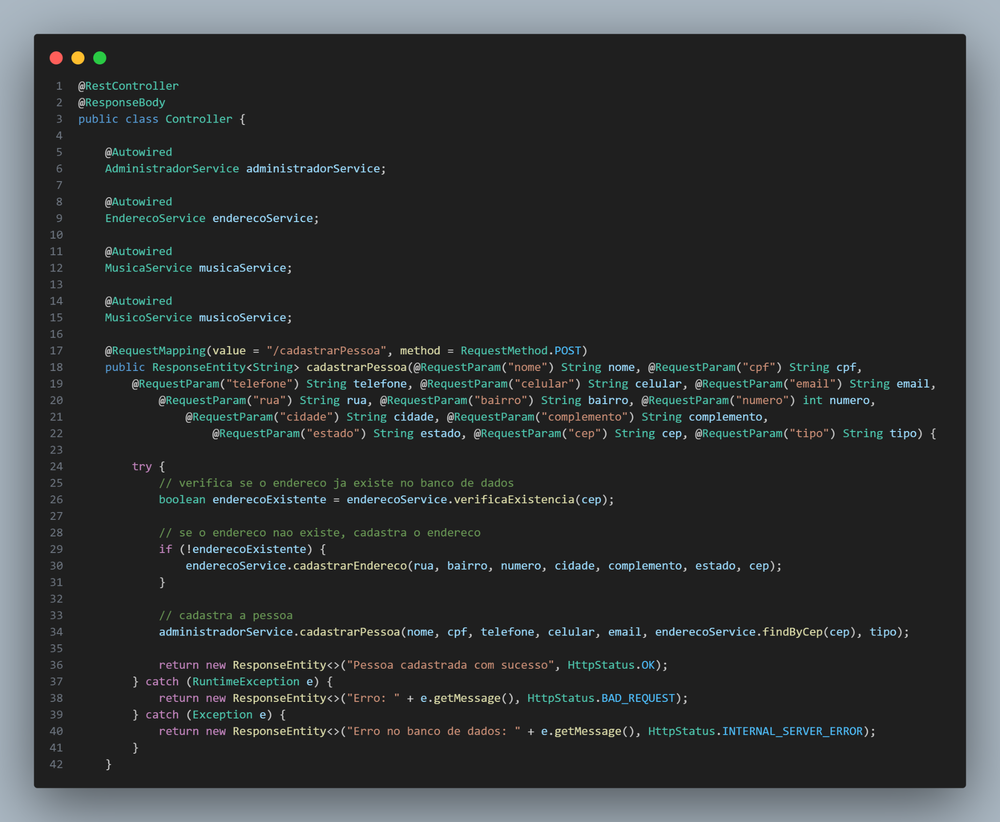 1 @RestController
2 @ResponseBody
3 public class Controller {
4
5 @Autowired
6 AdministradorService administradorService;
7
8 @Autowired
9 EnderecoService enderecoService;
10
11 @Autowired
12 MusicaService musicaService;
13
14 @Autowired
15 MusicoService musicoService;
16
17 @RequestMapping(value = "/cadastrarPessoa", method = RequestMethod.POST)
18 public ResponseEntity<String> cadastrarPessoa(@RequestParam("nome") String nome, @RequestParam("cpf") String cpf,
19 @RequestParam("telefone") String telefone, @RequestParam("celular") String celular, @RequestParam("email") String email,
20 @RequestParam("rua") String rua, @RequestParam("bairro") String bairro, @RequestParam("numero") int numero,
21 @RequestParam("cidade") String cidade, @RequestParam("complemento") String complemento,
22 @RequestParam("estado") String estado, @RequestParam("cep") String cep, @RequestParam("tipo") String tipo) {
23
24 try {
25 // verifica se o endereco ja existe no banco de dados
26 boolean enderecoExistente = enderecoService.verificaExistencia(cep);
27
28 // se o endereco nao existe, cadastra o endereco
29 if (!enderecoExistente) {
30 enderecoService.cadastrarEndereco(rua, bairro, numero, cidade, complemento, estado, cep);
31 }
32
33 // cadastra a pessoa
34 administradorService.cadastrarPessoa(nome, cpf, telefone, celular, email, enderecoService.findByCep(cep), tipo);
35
36 return new ResponseEntity<>("Pessoa cadastrada com sucesso", HttpStatus.OK);
37 } catch (RuntimeException e) {
38 return new ResponseEntity<>("Erro: " + e.getMessage(), HttpStatus.BAD_REQUEST);
39 } catch (Exception e) {
40 return new ResponseEntity<>("Erro no banco de dados: " + e.getMessage(), HttpStatus.INTERNAL_SERVER_ERROR);
41 }
42 }